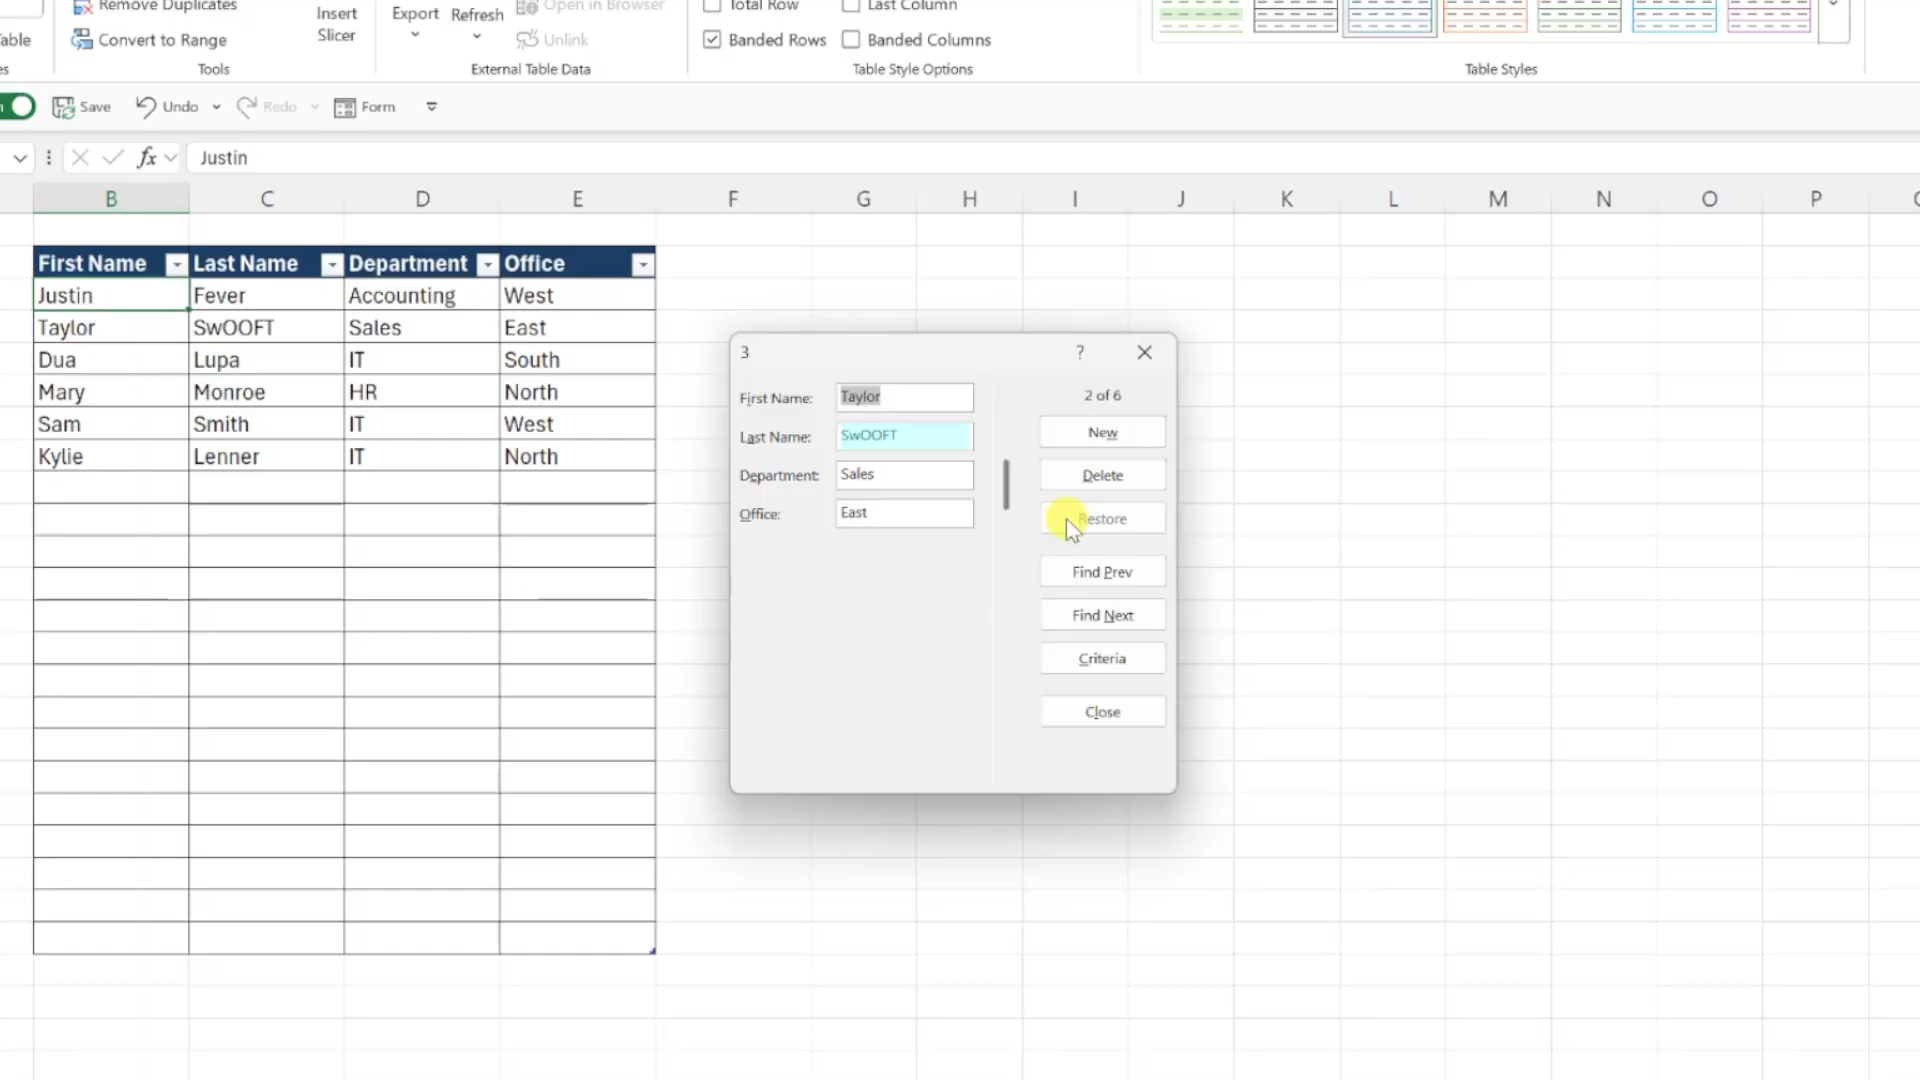 Remove Duplicates
Convert to Range
Tools
Insert
Slicer
Export
Refresh
Open in Browser
Unlink
External Table Data
Total Row
Last Column
Banded Rows
Banded Columns
Table Style Options
Table Styles
Save
Undo
Redo
Form
fx
Justin
B C D E F G H I J K L M N O P
First Name Last Name Department Office
Justin Fever Accounting West
Taylor SwOOFT Sales East
Dua Lupa IT South
Mary Monroe HR North
Sam Smith IT West
Kylie Lenner IT North
3 ?
First Name: Taylor
Last Name: SwOOFT
Department: Sales
Office: East
2 of 6
New
Delete
Restore
Find Prev
Find Next
Criteria
Close